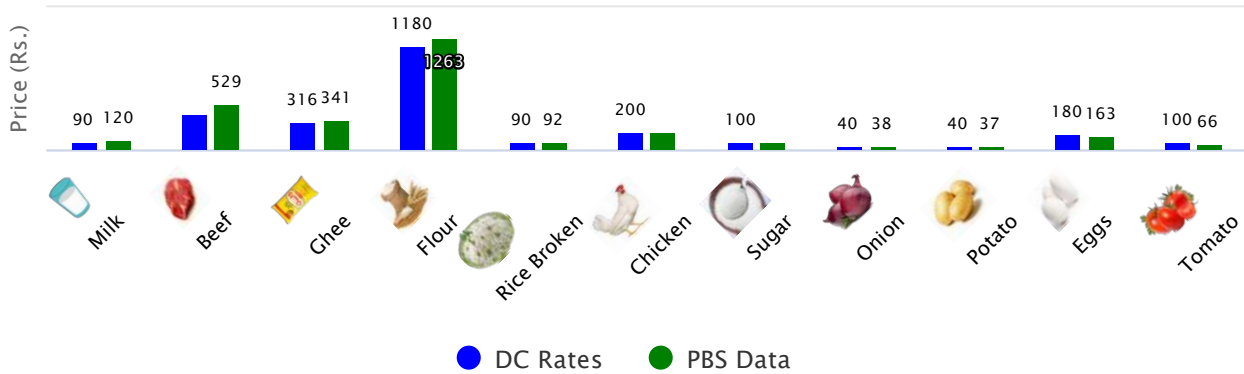 Price (Rs.)
90 120 529 316 341 1180 1263 90 92 200 100 40 38 40 37 180 163 100 66
Milk Beef Ghee Flour Rice Broken Chicken Sugar Onion Potato Eggs Tomato
DC Rates PBS Data